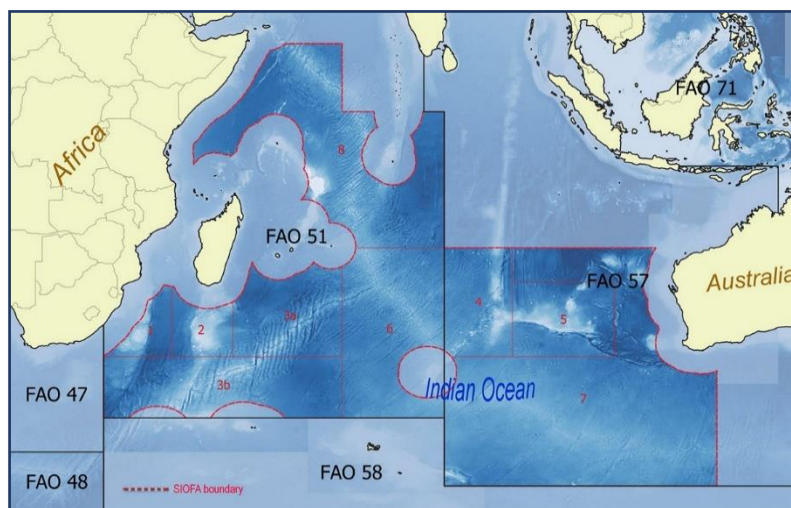 FAO 71
Africa
8
FAO 51
FAO 57
Australia
1
2
3a
6
4
5
3b
Indian Ocean
7
FAO 47
FAO 58
FAO 48
SIOFA boundary